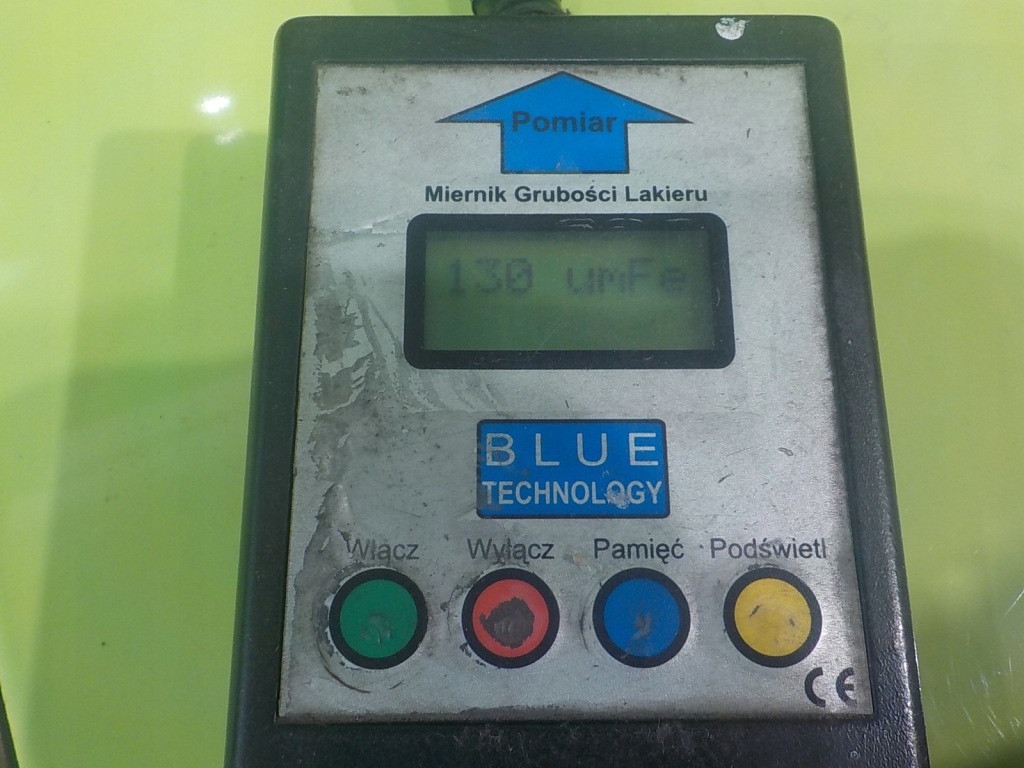 Pomiar
Miernik Grubości Lakieru
130 umFe
BLUE
TECHNOLOGY
Włącz Wyłącz Pamięć Podświetl
CE